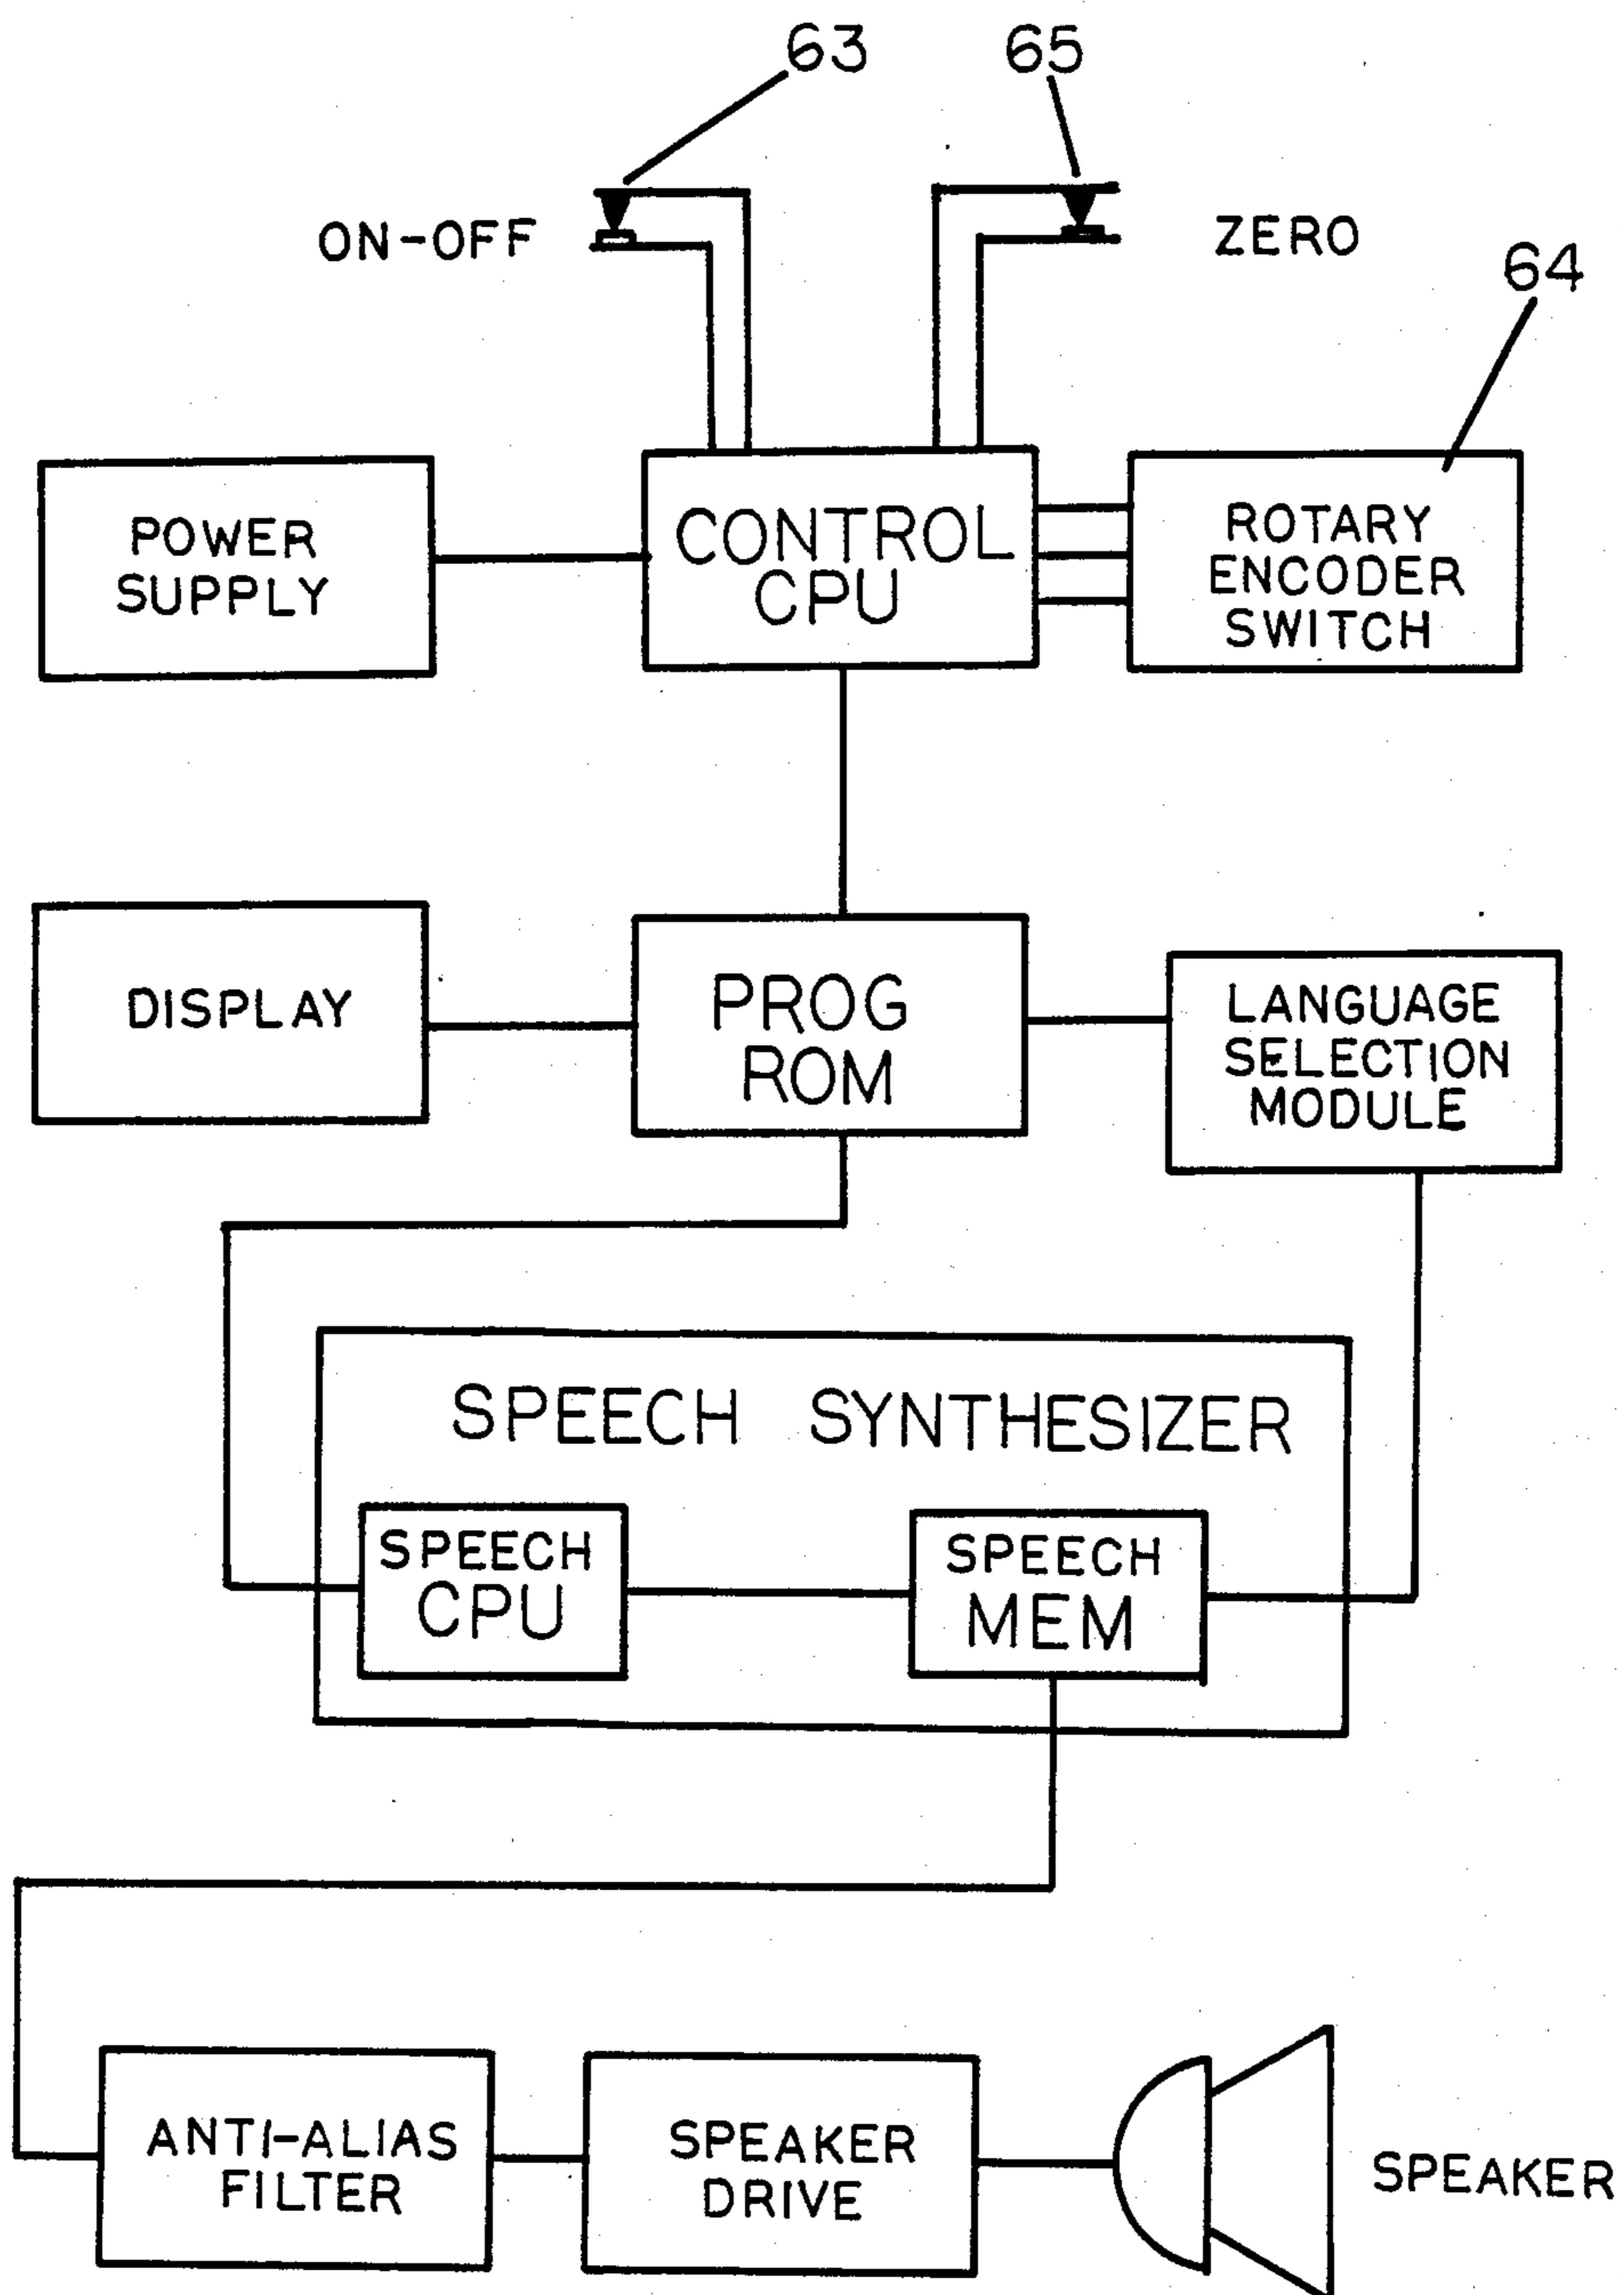 63
65
ON-OFF
ZERO
64
POWER
SUPPLY
CONTROL
CPU
ROTARY
ENCODER
SWITCH
DISPLAY
PROG
ROM
LANGUAGE
SELECTION
MODULE
SPEECH SYNTHESIZER
SPEECH
CPU
SPEECH
MEM
ANTI-ALIAS
FILTER
SPEAKER
DRIVE
SPEAKER